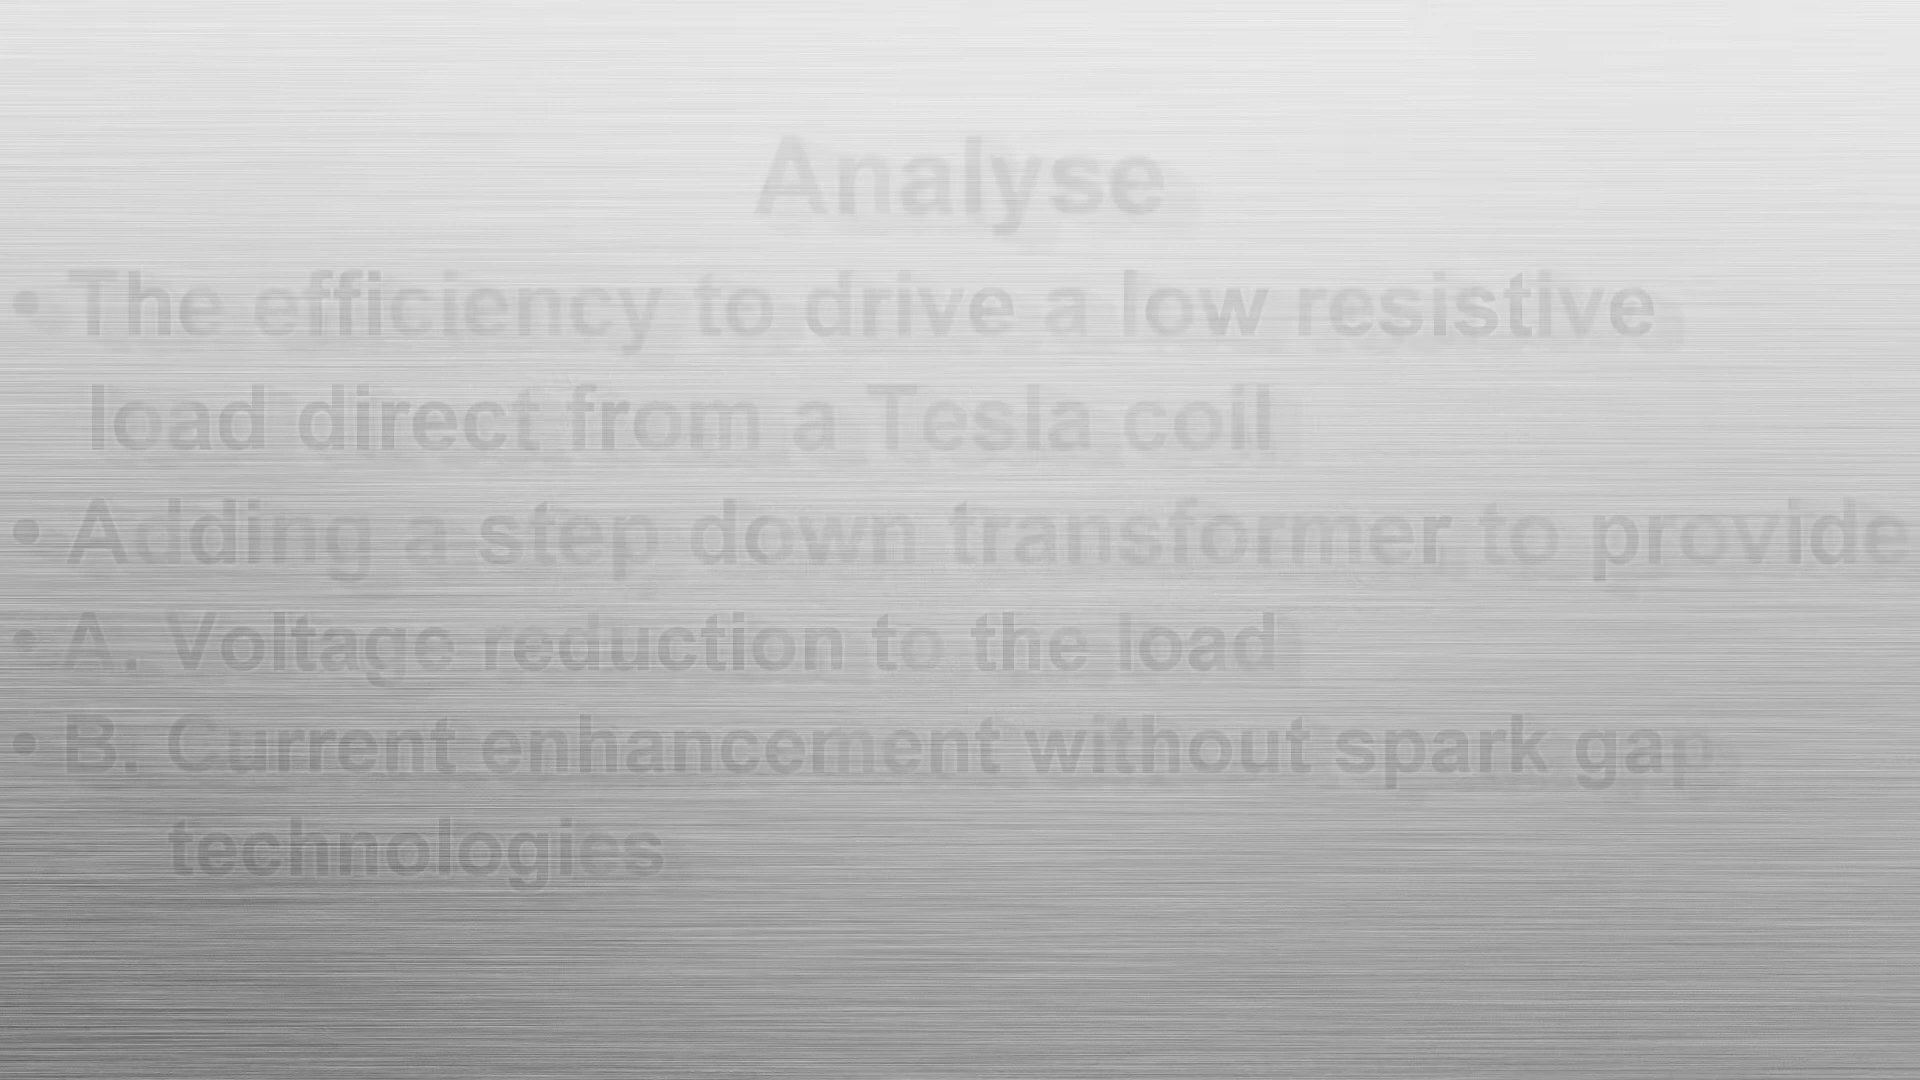 Analyse
• The efficiency to drive a low resistive
load direct from a Tesla coil
• Adding a step down transformer to provide
• A. Voltage reduction to the load
• B. Current enhancement without spark gap
technologies